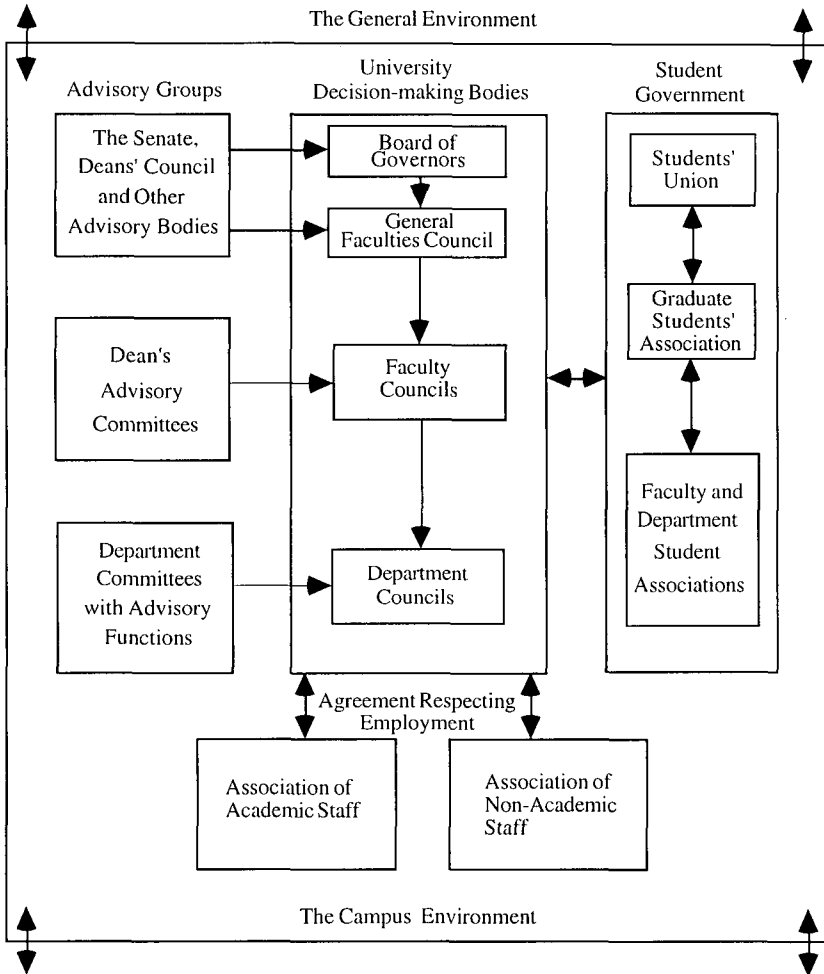 The General Environment
Advisory Groups
The Senate,
Deans' Council
and Other
Advisory Bodies
Dean's
Advisory
Committees
Department
Committees
with Advisory
Functions
University
Decision-making Bodies
Board of
Governors
General
Faculties Council
Faculty
Councils
Department
Councils
Student
Government
Students'
Union
Graduate
Students'
Association
Faculty and
Department
Student
Associations
Agreement Respecting
Employment
Association of
Academic Staff
Association of
Non-Academic
Staff
The Campus Environment